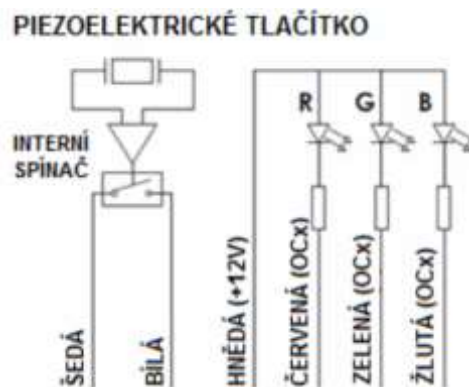 PIEZOELEKTRICKÉ TLAČÍTKO
R G B
INTERNÍ
SPÍNAČ
ŠEDÁ
BÍLÁ
HNĚDÁ (+12V)
ČERVENÁ (OCx)
ZELENÁ (OCx)
ŽLUTÁ (OCx)